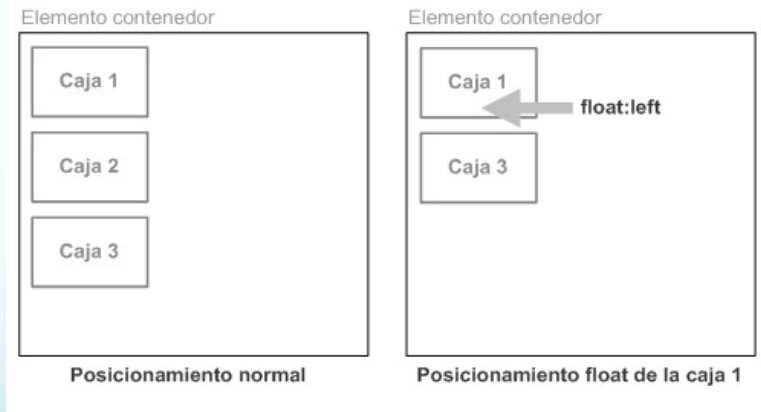 Elemento contenedor
Caja 1
Caja 2
Caja 3
Posicionamiento normal
Elemento contenedor
Caja 1
float:left
Caja 3
Posicionamiento float de la caja 1